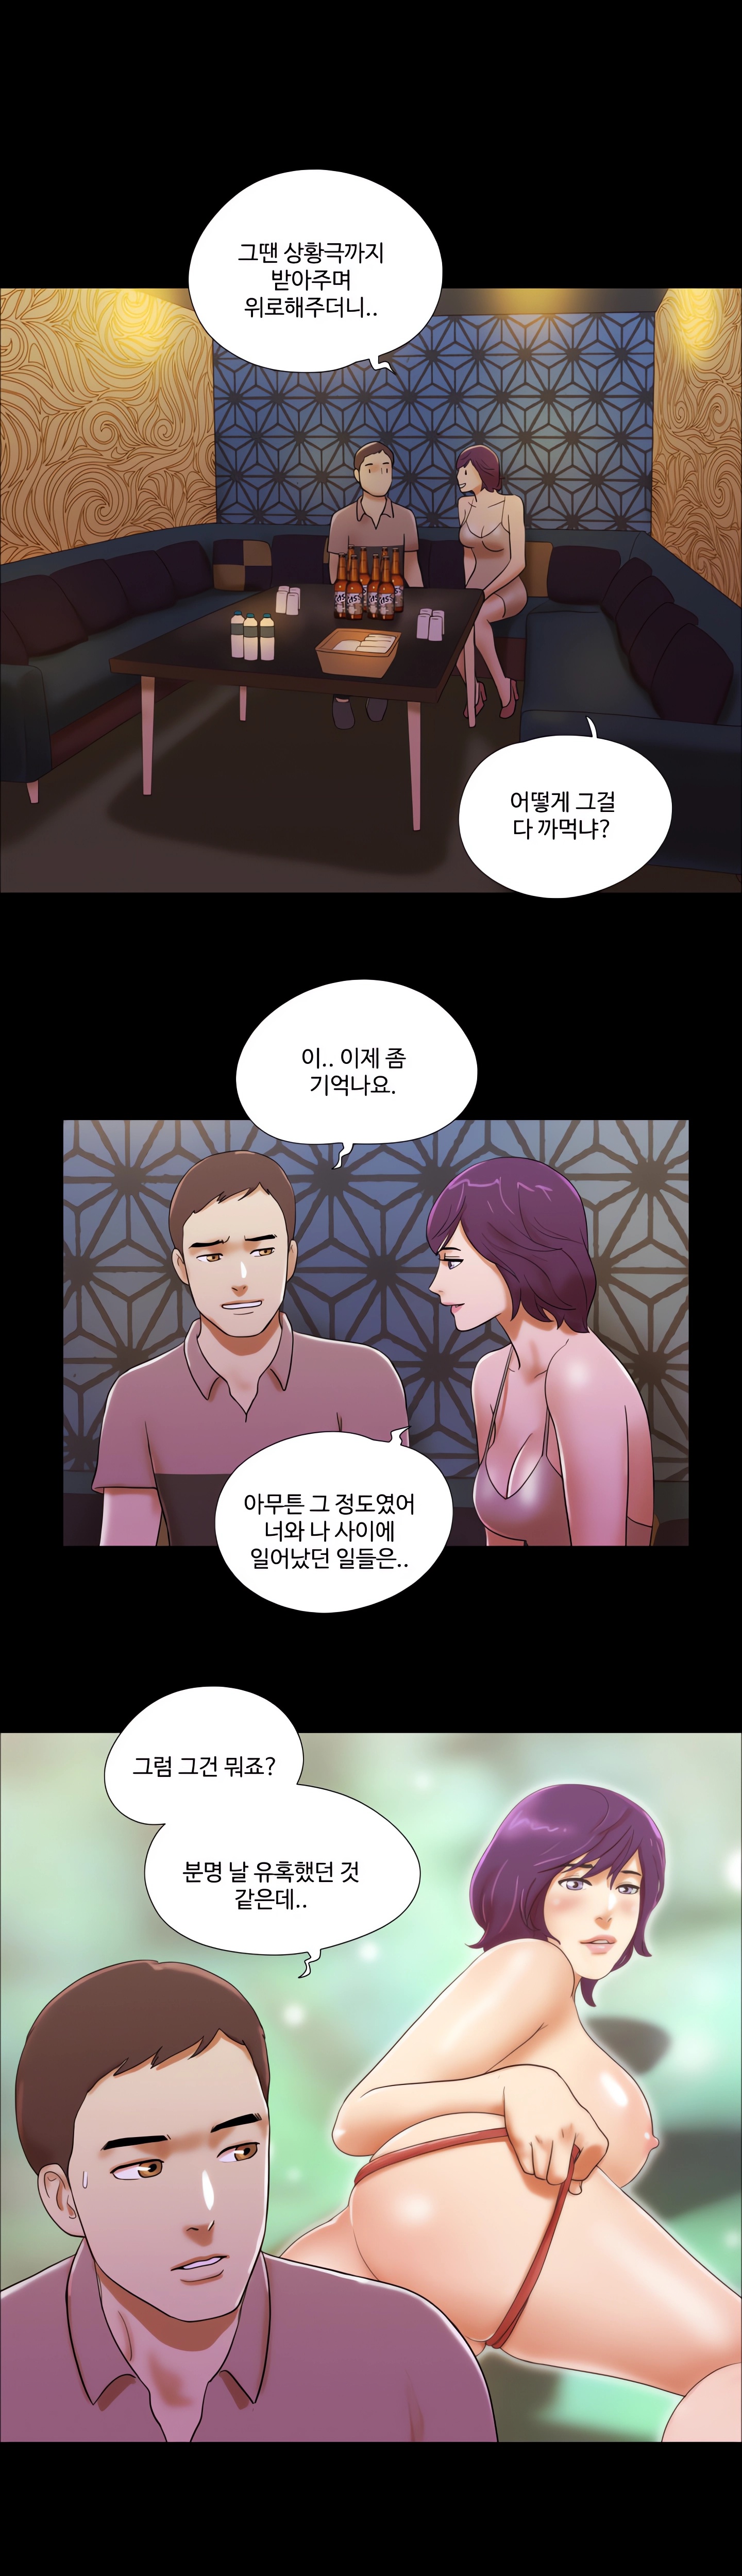 그땐 상황극까지
받아주며
위로해주더니..
어떻게 그걸
다 까먹냐?
이.. 이제 좀
기억나요.
아무튼 그 정도였어
너와 나 사이에
일어났던 일들은..
그럼 그건 뭐죠?
분명 날 유혹했던 것
같은데..